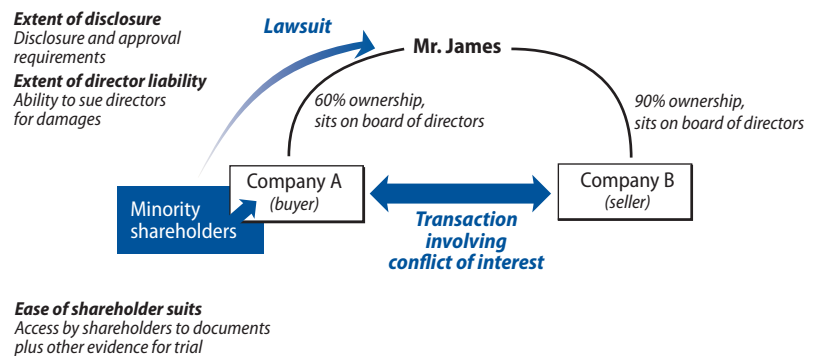 Extent of disclosure
Disclosure and approval
requirements
Extent of director liability
Ability to sue directors
for damages
Lawsuit
Mr. James
60% ownership,
sits on board of directors
90% ownership,
sits on board of directors
Company A
(buyer)
Company B
(seller)
Minority
shareholders
Transaction
involving
conflict of interest
Ease of shareholder suits
Access by shareholders to documents
plus other evidence for trial